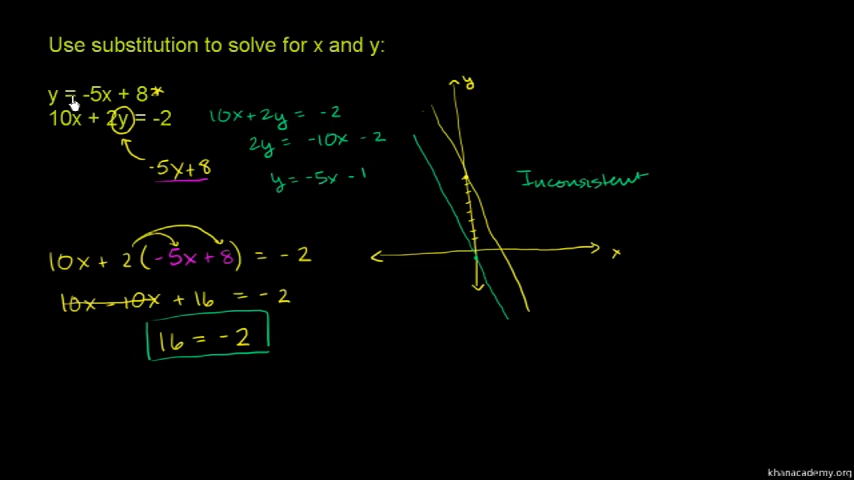 Use substitution to solve for x and y:
y = -5x + 8*
10x + 2y = -2
-5x+8
10x+2y = -2
2y = -10x - 2
y = -5x - 1
10x + 2(-5x+8) = -2
10x - 10x + 16 = -2
16 = -2
y
x
Inconsistent
khanacademy.org